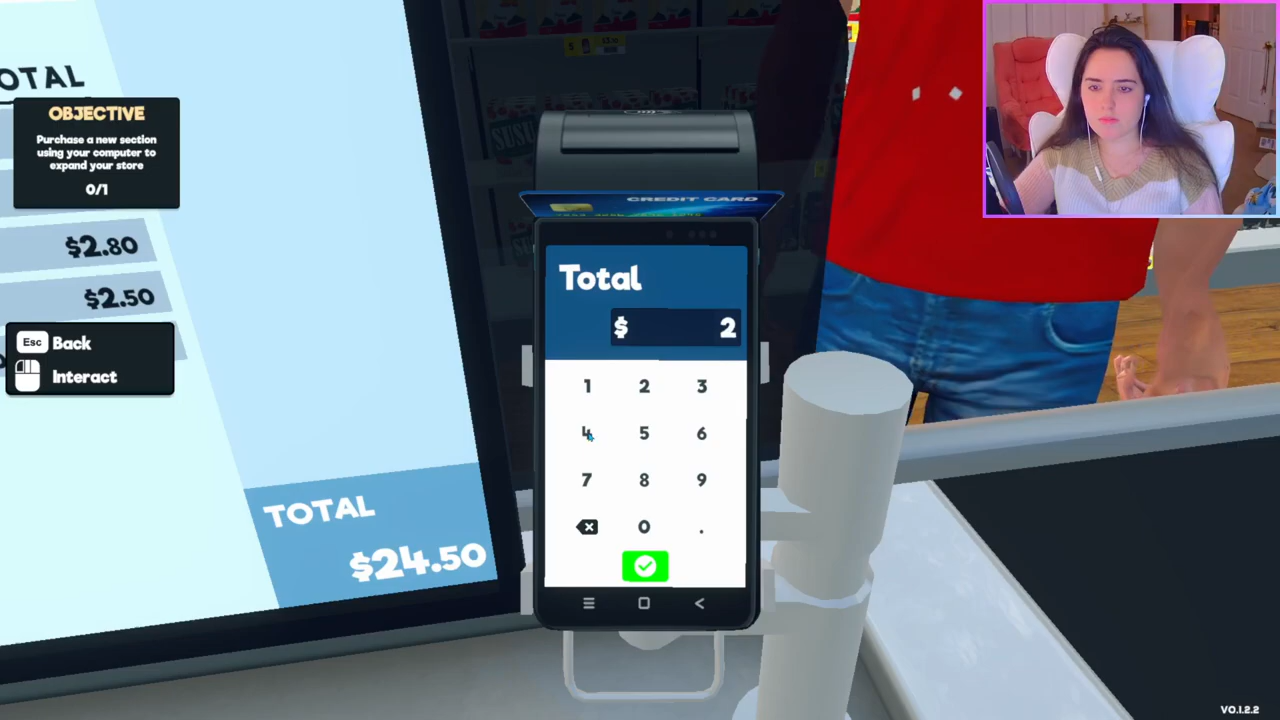 OTAL
OBJECTIVE
Purchase a new section
using your computer to
expand your store
0/1
$2.80
$2.50
Esc Back
Interact
TOTAL
$24.50
CREDIT CARD
Total
$ 2
1 2 3
4 5 6
7 8 9
0 .
V0.1.2.2